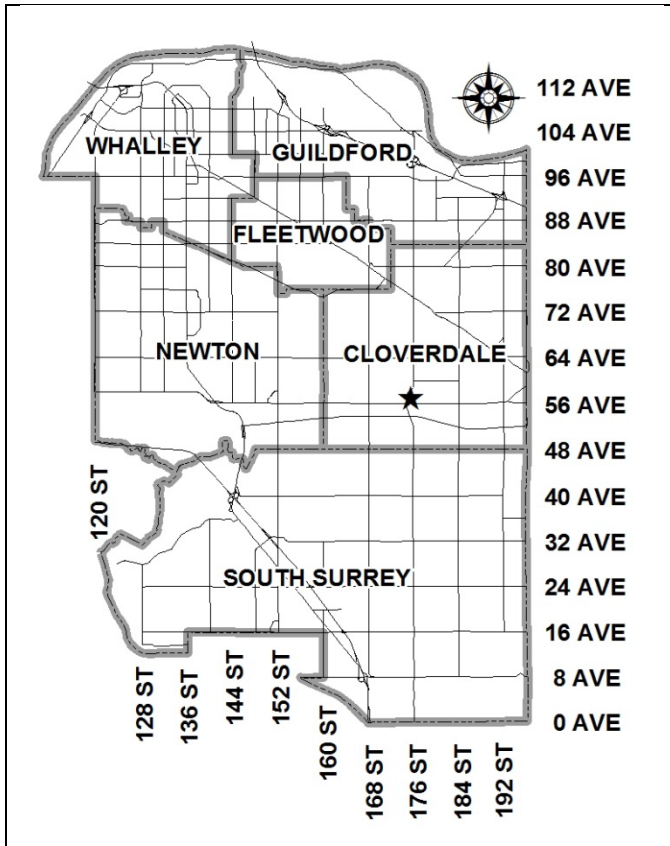 112 AVE
104 AVE
WHALLEY
GUILDFORD
96 AVE
88 AVE
FLEETWOOD
80 AVE
72 AVE
NEWTON
CLOVERDALE
64 AVE
56 AVE
48 AVE
120 ST
40 AVE
32 AVE
SOUTH SURREY
24 AVE
16 AVE
128 ST
136 ST
144 ST
152 ST
160 ST
8 AVE
0 AVE
168 ST
176 ST
184 ST
192 ST